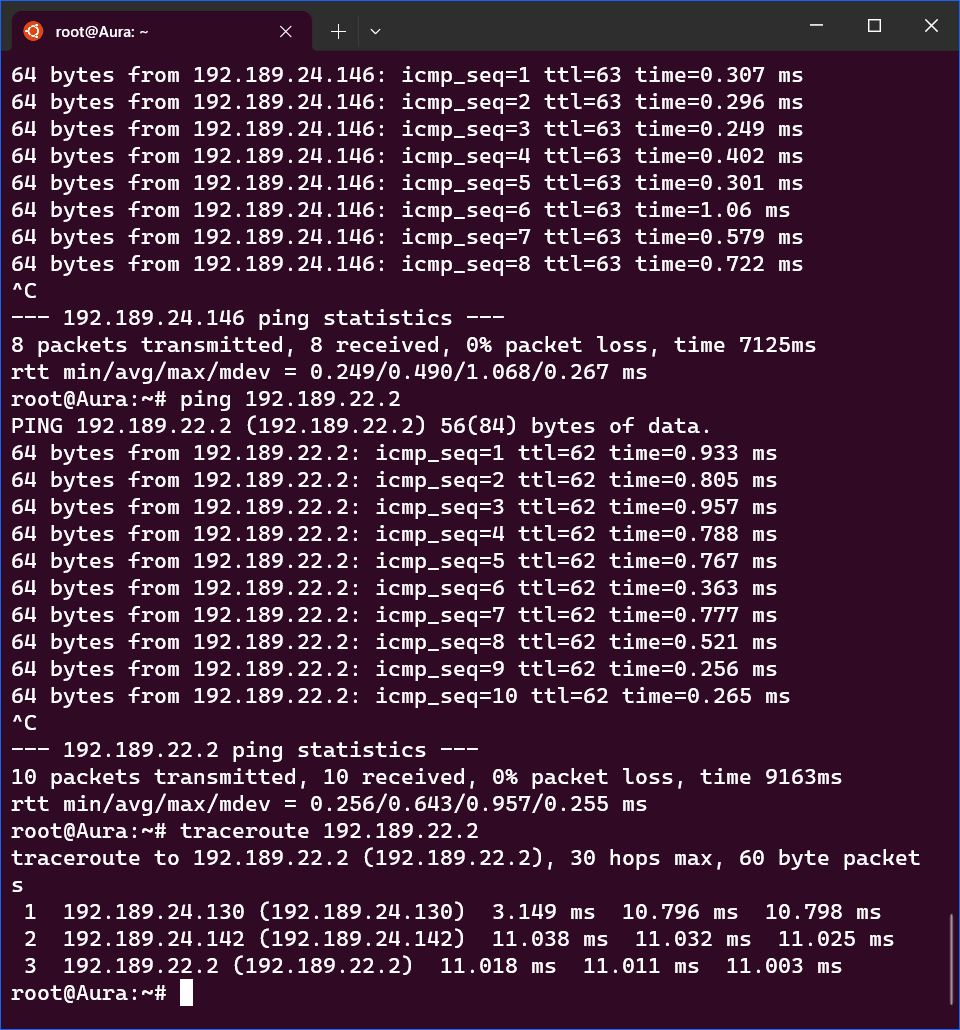 root@Aura: ~
64 bytes from 192.189.24.146: icmp_seq=1 ttl=63 time=0.307 ms
64 bytes from 192.189.24.146: icmp_seq=2 ttl=63 time=0.296 ms
64 bytes from 192.189.24.146: icmp_seq=3 ttl=63 time=0.249 ms
64 bytes from 192.189.24.146: icmp_seq=4 ttl=63 time=0.402 ms
64 bytes from 192.189.24.146: icmp_seq=5 ttl=63 time=0.301 ms
64 bytes from 192.189.24.146: icmp_seq=6 ttl=63 time=1.06 ms
64 bytes from 192.189.24.146: icmp_seq=7 ttl=63 time=0.579 ms
64 bytes from 192.189.24.146: icmp_seq=8 ttl=63 time=0.722 ms
^C
--- 192.189.24.146 ping statistics ---
8 packets transmitted, 8 received, 0% packet loss, time 7125ms
rtt min/avg/max/mdev = 0.249/0.490/1.068/0.267 ms
root@Aura:~# ping 192.189.22.2
PING 192.189.22.2 (192.189.22.2) 56(84) bytes of data.
64 bytes from 192.189.22.2: icmp_seq=1 ttl=62 time=0.933 ms
64 bytes from 192.189.22.2: icmp_seq=2 ttl=62 time=0.805 ms
64 bytes from 192.189.22.2: icmp_seq=3 ttl=62 time=0.957 ms
64 bytes from 192.189.22.2: icmp_seq=4 ttl=62 time=0.788 ms
64 bytes from 192.189.22.2: icmp_seq=5 ttl=62 time=0.767 ms
64 bytes from 192.189.22.2: icmp_seq=6 ttl=62 time=0.363 ms
64 bytes from 192.189.22.2: icmp_seq=7 ttl=62 time=0.777 ms
64 bytes from 192.189.22.2: icmp_seq=8 ttl=62 time=0.521 ms
64 bytes from 192.189.22.2: icmp_seq=9 ttl=62 time=0.256 ms
64 bytes from 192.189.22.2: icmp_seq=10 ttl=62 time=0.265 ms
^C
--- 192.189.22.2 ping statistics ---
10 packets transmitted, 10 received, 0% packet loss, time 9163ms
rtt min/avg/max/mdev = 0.256/0.643/0.957/0.255 ms
root@Aura:~# traceroute 192.189.22.2
traceroute to 192.189.22.2 (192.189.22.2), 30 hops max, 60 byte packet
s
 1  192.189.24.130 (192.189.24.130)  3.149 ms  10.796 ms  10.798 ms
 2  192.189.24.142 (192.189.24.142)  11.038 ms  11.032 ms  11.025 ms
 3  192.189.22.2 (192.189.22.2)  11.018 ms  11.011 ms  11.003 ms
root@Aura:~#